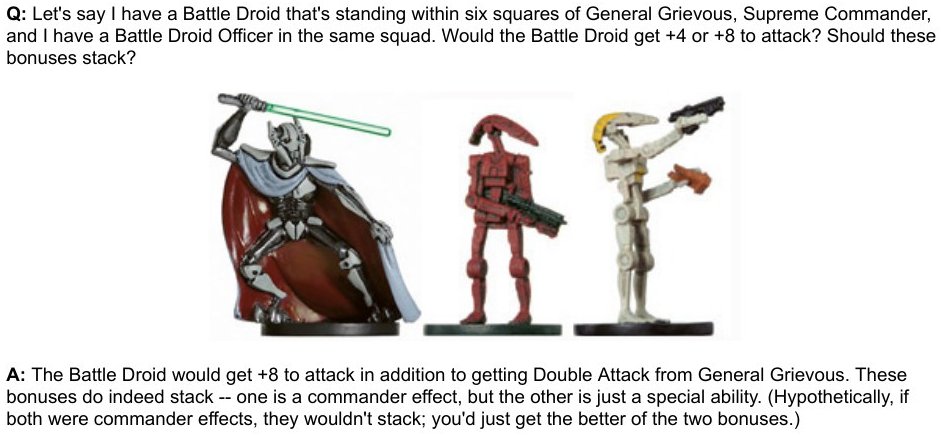 Q: Let's say I have a Battle Droid that's standing within six squares of General Grievous, Supreme Commander,
and I have a Battle Droid Officer in the same squad. Would the Battle Droid get +4 or +8 to attack? Should these
bonuses stack?
A: The Battle Droid would get +8 to attack in addition to getting Double Attack from General Grievous. These
bonuses do indeed stack -- one is a commander effect, but the other is just a special ability. (Hypothetically, if
both were commander effects, they wouldn't stack; you'd just get the better of the two bonuses.)